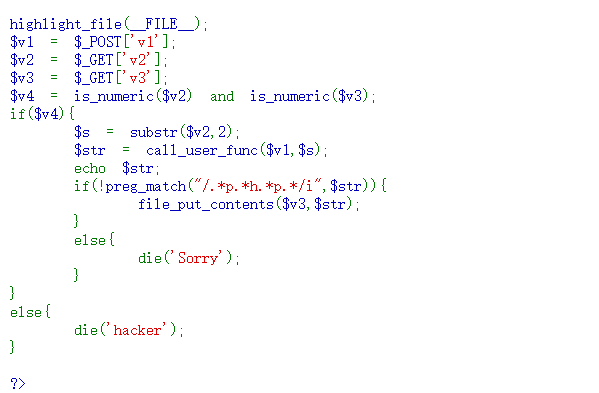 highlight_file(__FILE__);
$v1 = $_POST['v1'];
$v2 = $_GET['v2'];
$v3 = $_GET['v3'];
$v4 = is_numeric($v2) and is_numeric($v3);
if($v4){
        $s = substr($v2,2);
        $str = call_user_func($v1,$s);
        echo $str;
        if(!preg_match("/.*p.*h.*p.*/i",$str)){
                file_put_contents($v3,$str);
        }
        else{
                die('Sorry');
        }
}
else{
        die('hacker');
}
?>